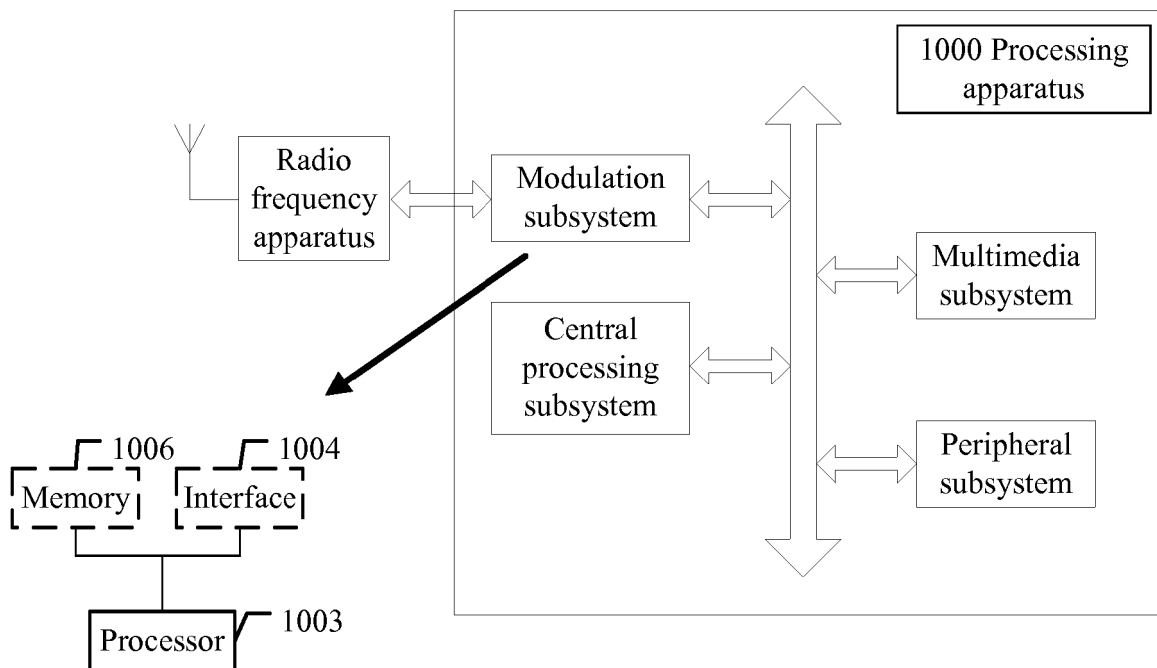 1000 Processing
apparatus
Radio
frequency
apparatus
Modulation
subsystem
Multimedia
subsystem
Central
processing
subsystem
Peripheral
subsystem
1006
1004
Memory
Interface
Processor
1003